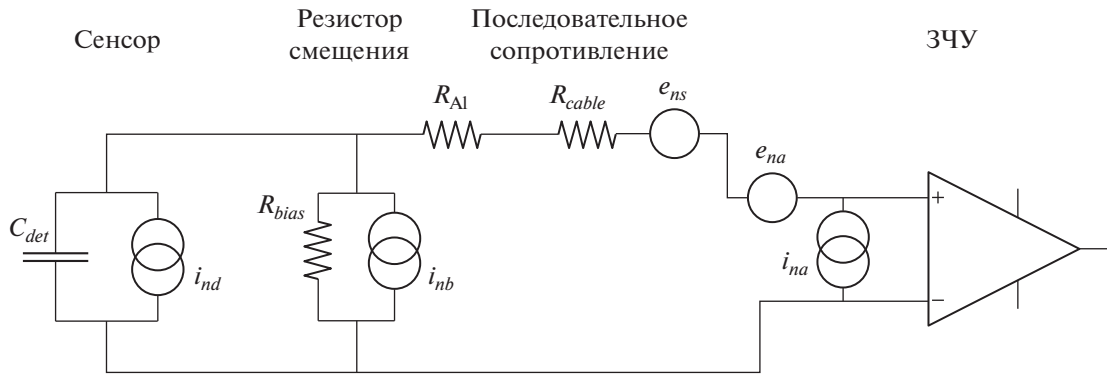 Сенсор
Резистор
смещения
Последовательное
сопротивление
ЗЧУ
R_Al
R_cable
e_ns
e_na
C_det
i_nd
R_bias
i_nb
i_na
+
−